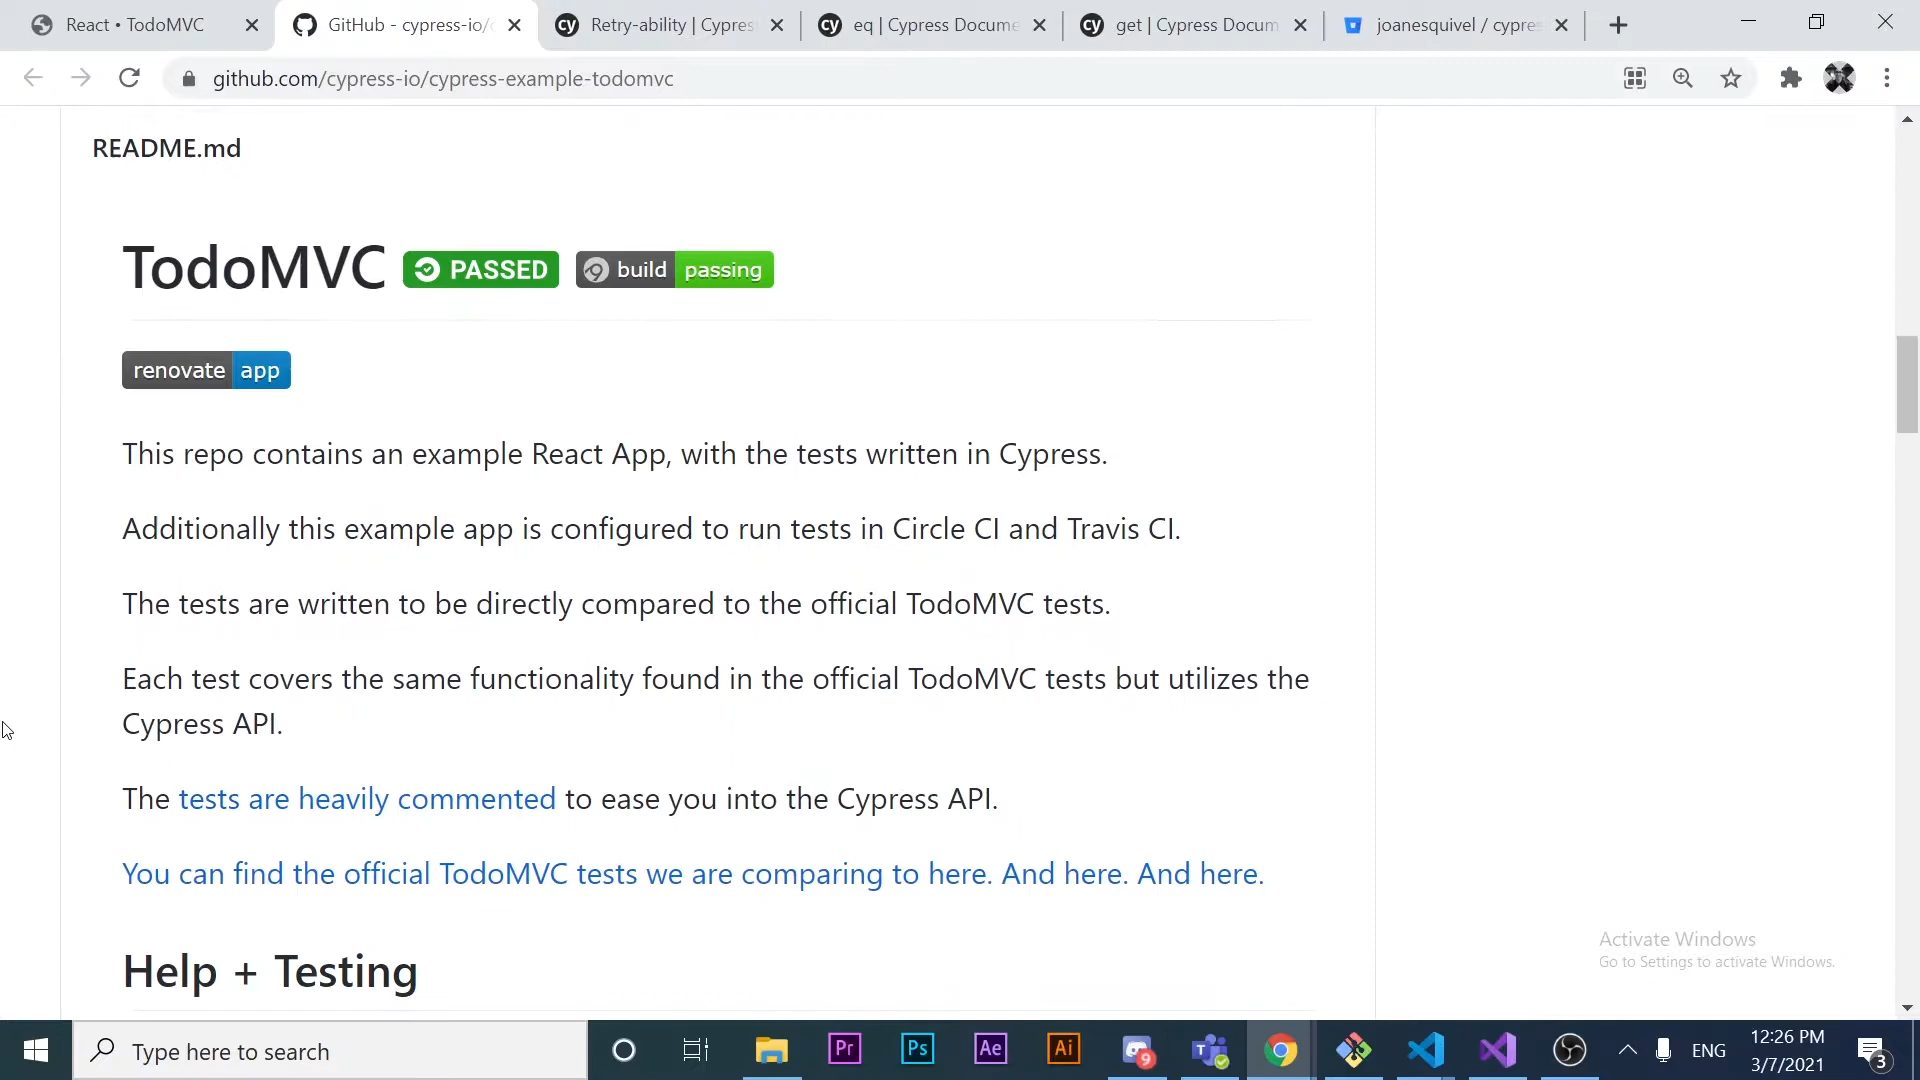 React • TodoMVC
GitHub - cypress-io/c
Retry-ability | Cypres
eq | Cypress Docume
get | Cypress Docum
joanesquivel / cypres
github.com/cypress-io/cypress-example-todomvc
README.md
TodoMVC PASSED build passing
renovate app
This repo contains an example React App, with the tests written in Cypress.
Additionally this example app is configured to run tests in Circle CI and Travis CI.
The tests are written to be directly compared to the official TodoMVC tests.
Each test covers the same functionality found in the official TodoMVC tests but utilizes the
Cypress API.
The tests are heavily commented to ease you into the Cypress API.
You can find the official TodoMVC tests we are comparing to here. And here. And here.
Help + Testing
Activate Windows
Go to Settings to activate Windows.
Type here to search
Pr
Ps
Ae
Ai
9
ENG
12:26 PM
3/7/2021
3